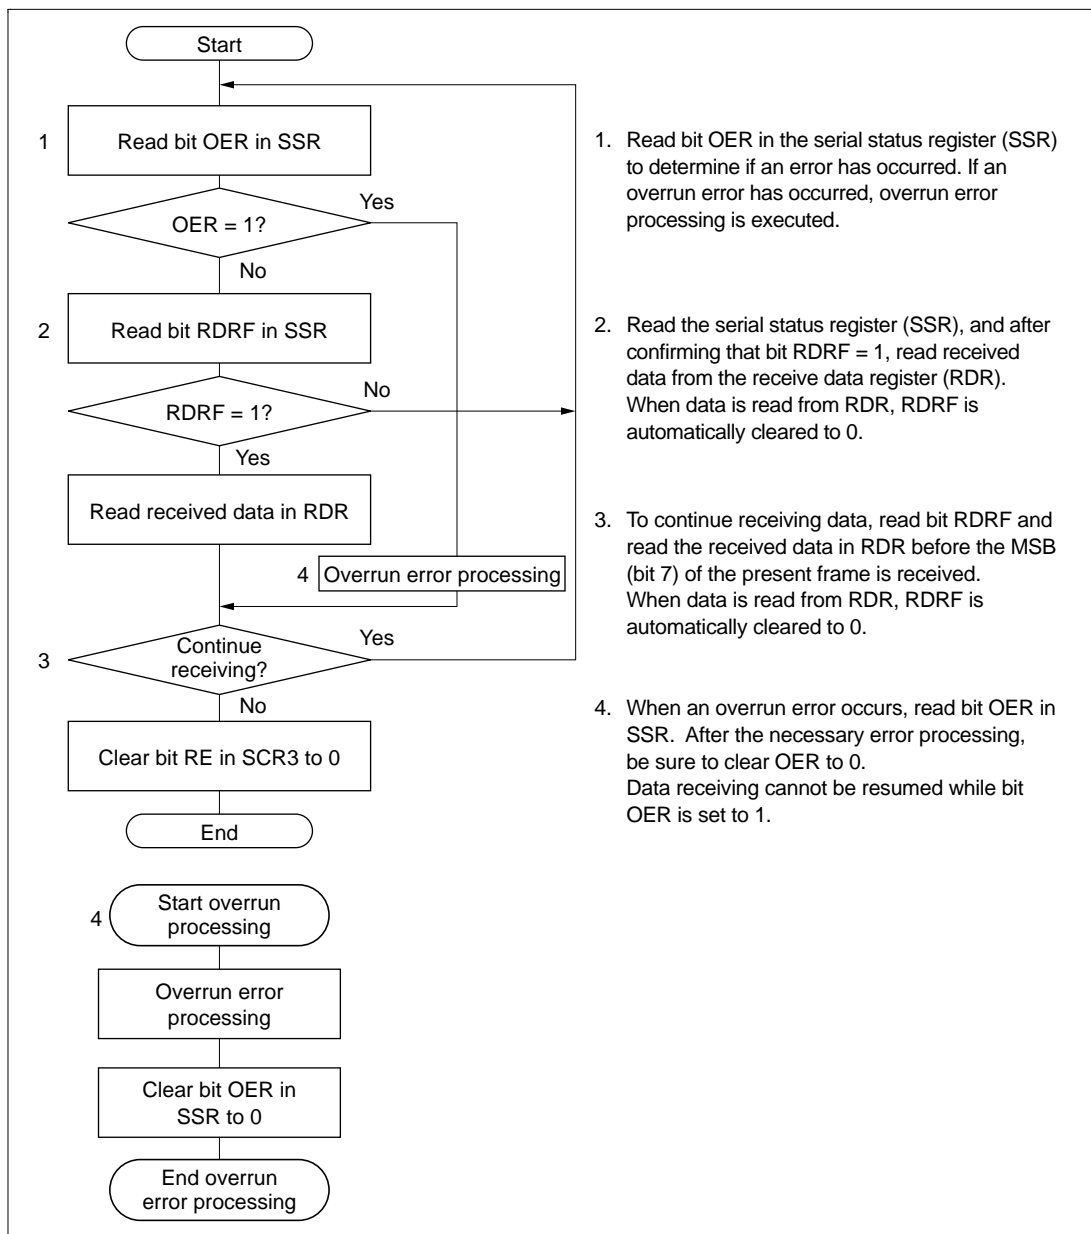 Start
1
Read bit OER in SSR
OER = 1?
Yes
No
2
Read bit RDRF in SSR
RDRF = 1?
No
Yes
Read received data in RDR
4
Overrun error processing
3
Continue
receiving?
Yes
No
Clear bit RE in SCR3 to 0
End
4
Start overrun
processing
Overrun error
processing
Clear bit OER in
SSR to 0
End overrun
error processing
1. Read bit OER in the serial status register (SSR)
to determine if an error has occurred. If an
overrun error has occurred, overrun error
processing is executed.
2. Read the serial status register (SSR), and after
confirming that bit RDRF = 1, read received
data from the receive data register (RDR).
When data is read from RDR, RDRF is
automatically cleared to 0.
3. To continue receiving data, read bit RDRF and
read the received data in RDR before the MSB
(bit 7) of the present frame is received.
When data is read from RDR, RDRF is
automatically cleared to 0.
4. When an overrun error occurs, read bit OER in
SSR.  After the necessary error processing,
be sure to clear OER to 0.
Data receiving cannot be resumed while bit
OER is set to 1.